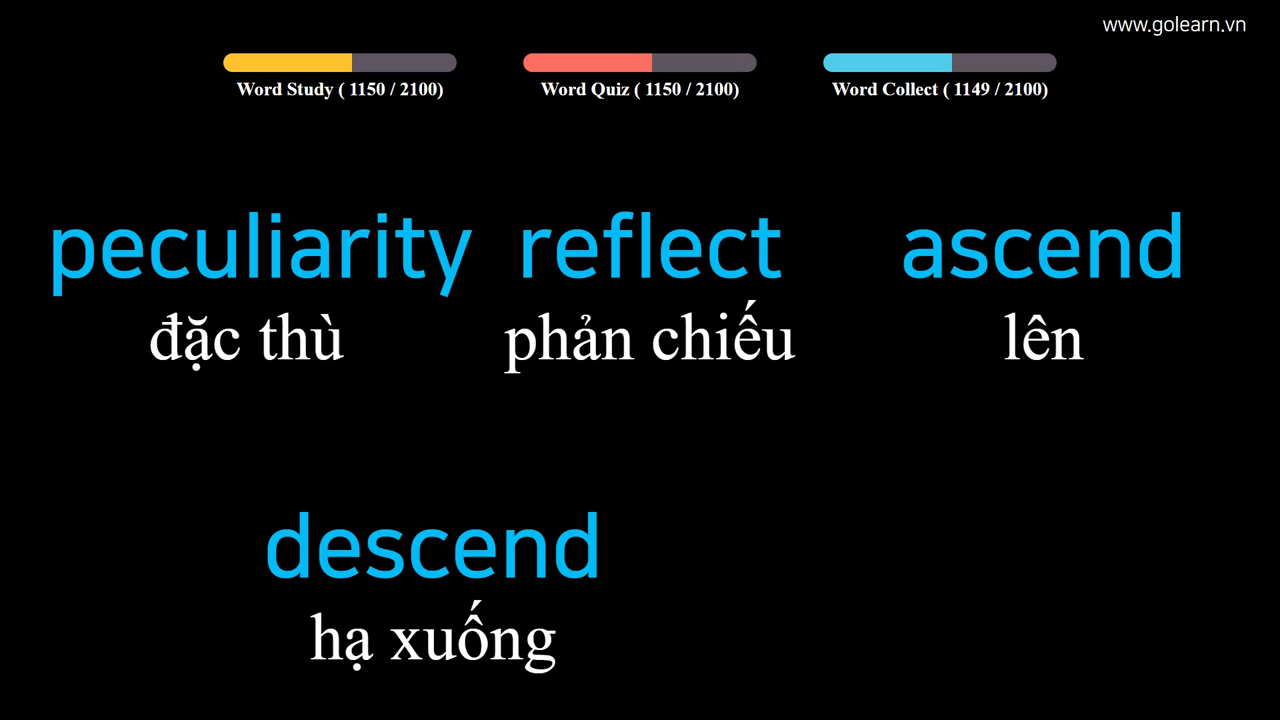 www.golearn.vn
Word Study ( 1150 / 2100)
Word Quiz ( 1150 / 2100)
Word Collect ( 1149 / 2100)
peculiarity reflect ascend
đặc thù phản chiếu lên
descend
hạ xuống